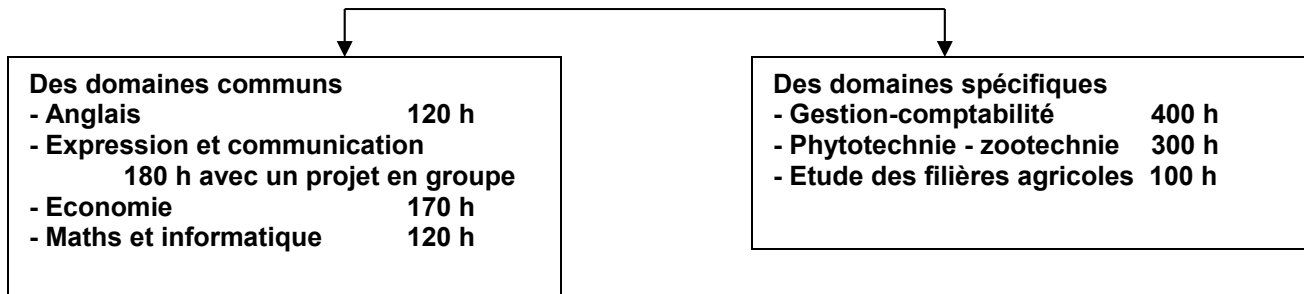 Des domaines communs
- Anglais 120 h
- Expression et communication
180 h avec un projet en groupe
- Economie 170 h
- Maths et informatique 120 h
Des domaines spécifiques
- Gestion-comptabilité 400 h
- Phytotechnie - zootechnie 300 h
- Etude des filières agricoles 100 h